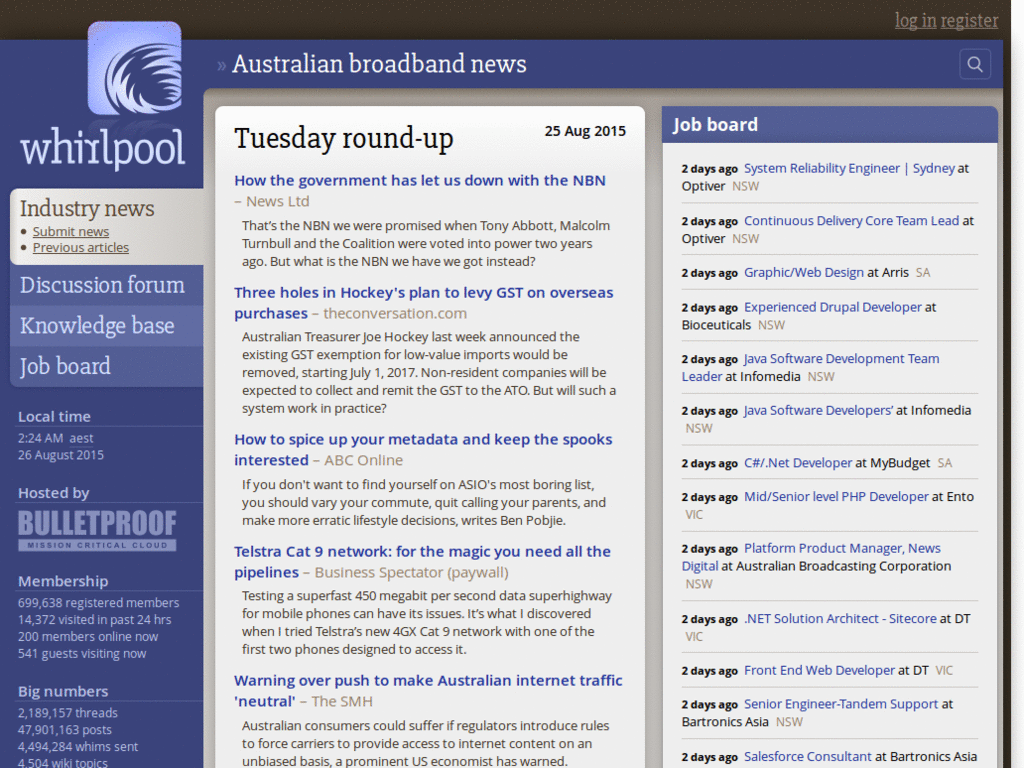 log in register
whirlpool
» Australian broadband news
Industry news
• Submit news
• Previous articles
Discussion forum
Knowledge base
Job board
Local time
2:24 AM aest
26 August 2015
Hosted by
BULLETPROOF
MISSION CRITICAL CLOUD
Membership
699,638 registered members
14,372 visited in past 24 hrs
200 members online now
541 guests visiting now
Big numbers
2,189,157 threads
47,901,163 posts
4,494,284 whims sent
4,504 wiki topics
Tuesday round-up
25 Aug 2015
How the government has let us down with the NBN
– News Ltd
That's the NBN we were promised when Tony Abbott, Malcolm
Turnbull and the Coalition were voted into power two years
ago. But what is the NBN we have we got instead?
Three holes in Hockey's plan to levy GST on overseas
purchases – theconversation.com
Australian Treasurer Joe Hockey last week announced the
existing GST exemption for low-value imports would be
removed, starting July 1, 2017. Non-resident companies will be
expected to collect and remit the GST to the ATO. But will such a
system work in practice?
How to spice up your metadata and keep the spooks
interested – ABC Online
If you don't want to find yourself on ASIO's most boring list,
you should vary your commute, quit calling your parents, and
make more erratic lifestyle decisions, writes Ben Pobjie.
Telstra Cat 9 network: for the magic you need all the
pipelines – Business Spectator (paywall)
Testing a superfast 450 megabit per second data superhighway
for mobile phones can have its issues. It's what I discovered
when I tried Telstra's new 4GX Cat 9 network with one of the
first two phones designed to access it.
Warning over push to make Australian internet traffic
'neutral' – The SMH
Australian consumers could suffer if regulators introduce rules
to force carriers to provide access to internet content on an
unbiased basis, a prominent US economist has warned.
Job board
2 days ago System Reliability Engineer | Sydney at
Optiver NSW
2 days ago Continuous Delivery Core Team Lead at
Optiver NSW
2 days ago Graphic/Web Design at Arris SA
2 days ago Experienced Drupal Developer at
Bioceuticals NSW
2 days ago Java Software Development Team
Leader at Infomedia NSW
2 days ago Java Software Developers' at Infomedia
NSW
2 days ago C#/.Net Developer at MyBudget SA
2 days ago Mid/Senior level PHP Developer at Ento
VIC
2 days ago Platform Product Manager, News
Digital at Australian Broadcasting Corporation
NSW
2 days ago .NET Solution Architect - Sitecore at DT
VIC
2 days ago Front End Web Developer at DT VIC
2 days ago Senior Engineer-Tandem Support at
Bartronics Asia NSW
2 days ago Salesforce Consultant at Bartronics Asia